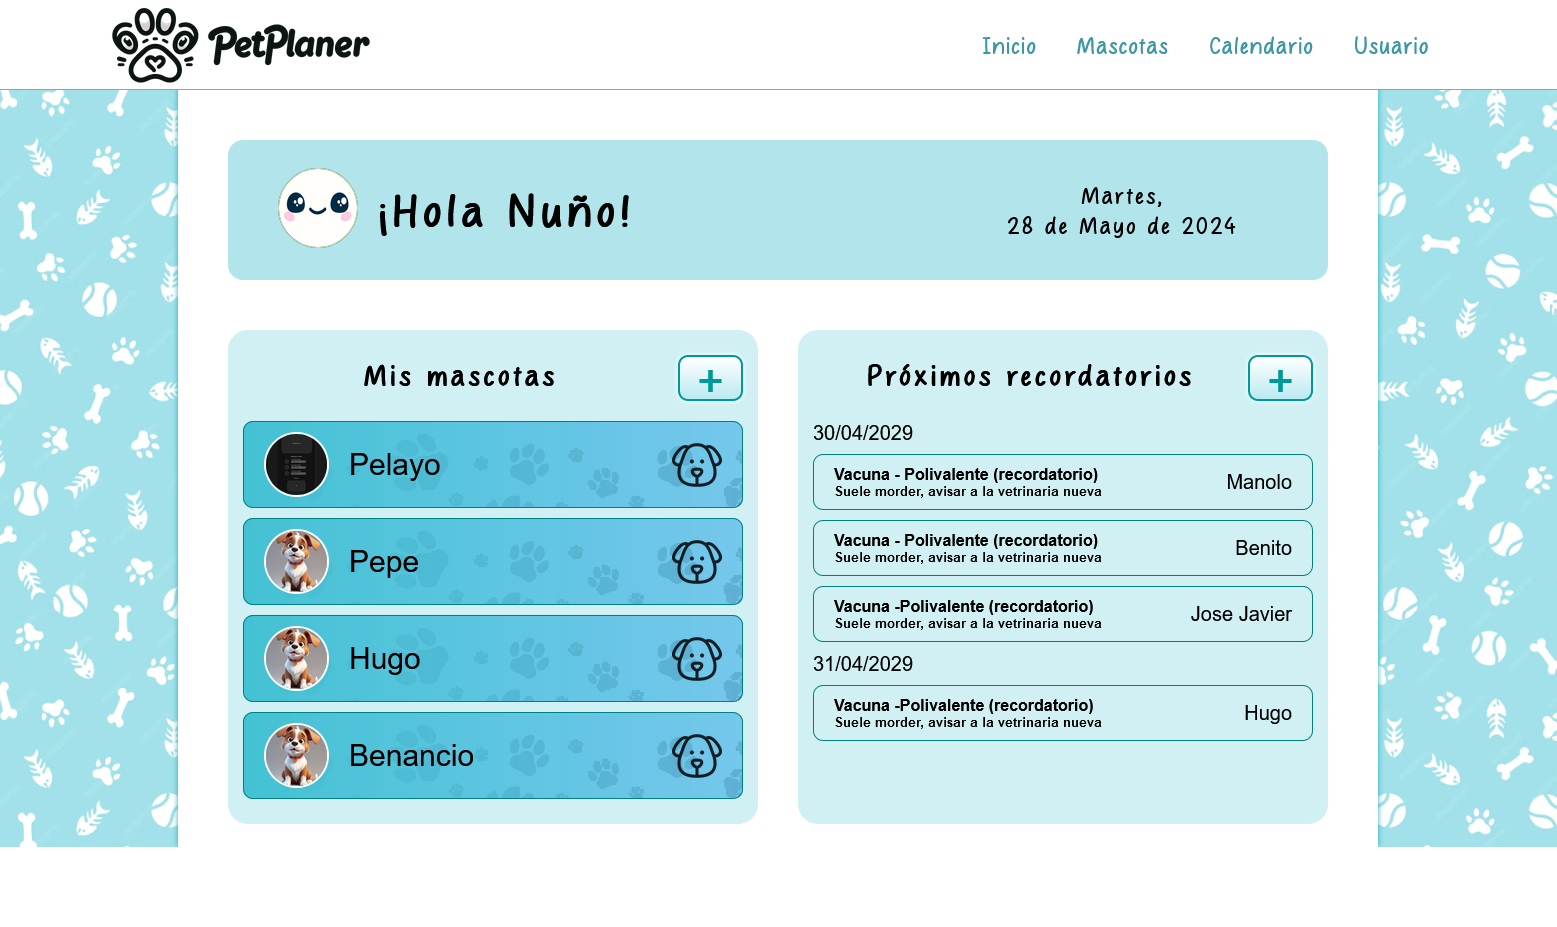 PetPlaner
Inicio Mascotas Calendario Usuario
¡Hola Nuño!
Martes,
28 de Mayo de 2024
Mis mascotas
+
Pelayo
Pepe
Hugo
Benancio
Próximos recordatorios
+
30/04/2029
Vacuna - Polivalente (recordatorio)
Suele morder, avisar a la vetrinaria nueva
Manolo
Vacuna - Polivalente (recordatorio)
Suele morder, avisar a la vetrinaria nueva
Benito
Vacuna -Polivalente (recordatorio)
Suele morder, avisar a la vetrinaria nueva
Jose Javier
31/04/2029
Vacuna -Polivalente (recordatorio)
Suele morder, avisar a la vetrinaria nueva
Hugo